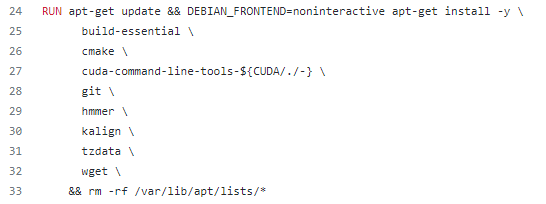 24 RUN apt-get update && DEBIAN_FRONTEND=noninteractive apt-get install -y \
25 build-essential \
26 cmake \
27 cuda-command-line-tools-${CUDA/./-} \
28 git \
29 hmmer \
30 kalign \
31 tzdata \
32 wget \
33 && rm -rf /var/lib/apt/lists/*